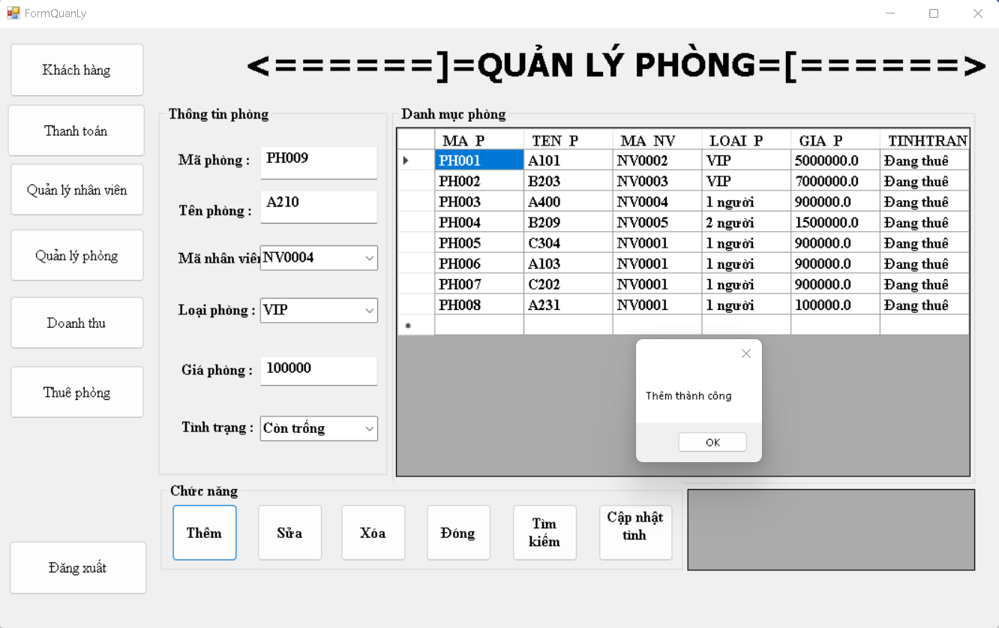 FormQuanLy
<======]=QUẢN LÝ PHÒNG=[======>
Khách hàng
Thanh toán
Quản lý nhân viên
Quản lý phòng
Doanh thu
Thuê phòng
Đăng xuất
Thông tin phòng
Mã phòng : PH009
Tên phòng : A210
Mã nhân viên NV0004
Loại phòng : VIP
Giá phòng : 100000
Tình trạng : Còn trống
Danh mục phòng
MA_P TEN_P MA_NV LOAI_P GIA_P TINHTRAN
PH001 A101 NV0002 VIP 5000000.0 Đang thuê
PH002 B203 NV0003 VIP 7000000.0 Đang thuê
PH003 A400 NV0004 1 người 900000.0 Đang thuê
PH004 B209 NV0005 2 người 1500000.0 Đang thuê
PH005 C304 NV0001 1 người 900000.0 Đang thuê
PH006 A103 NV0001 1 người 900000.0 Đang thuê
PH007 C202 NV0001 1 người 900000.0 Đang thuê
PH008 A231 NV0001 1 người 100000.0 Đang thuê
Thêm thành công
OK
Chức năng
Thêm
Sửa
Xóa
Đóng
Tìm
kiếm
Cập nhật
tình